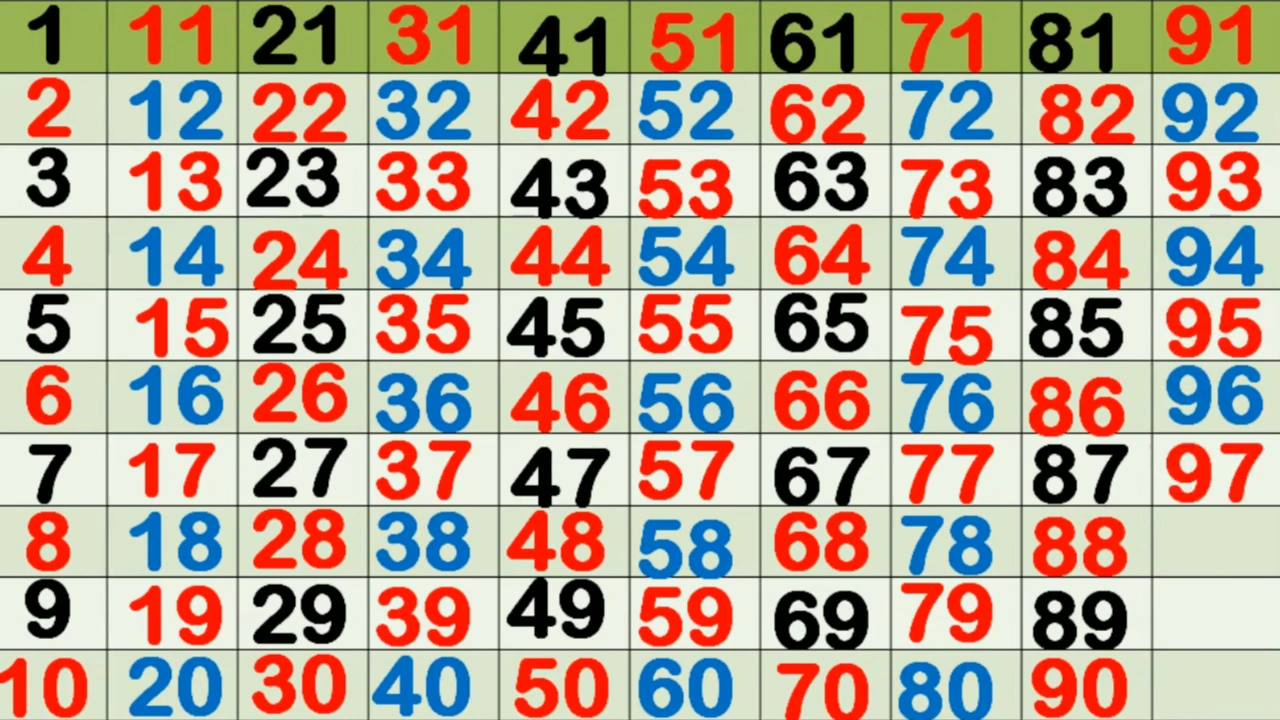 1 11 21 31 41 51 61 71 81 91
2 12 22 32 42 52 62 72 82 92
3 13 23 33 43 53 63 73 83 93
4 14 24 34 44 54 64 74 84 94
5 15 25 35 45 55 65 75 85 95
6 16 26 36 46 56 66 76 86 96
7 17 27 37 47 57 67 77 87 97
8 18 28 38 48 58 68 78 88
9 19 29 39 49 59 69 79 89
10 20 30 40 50 60 70 80 90